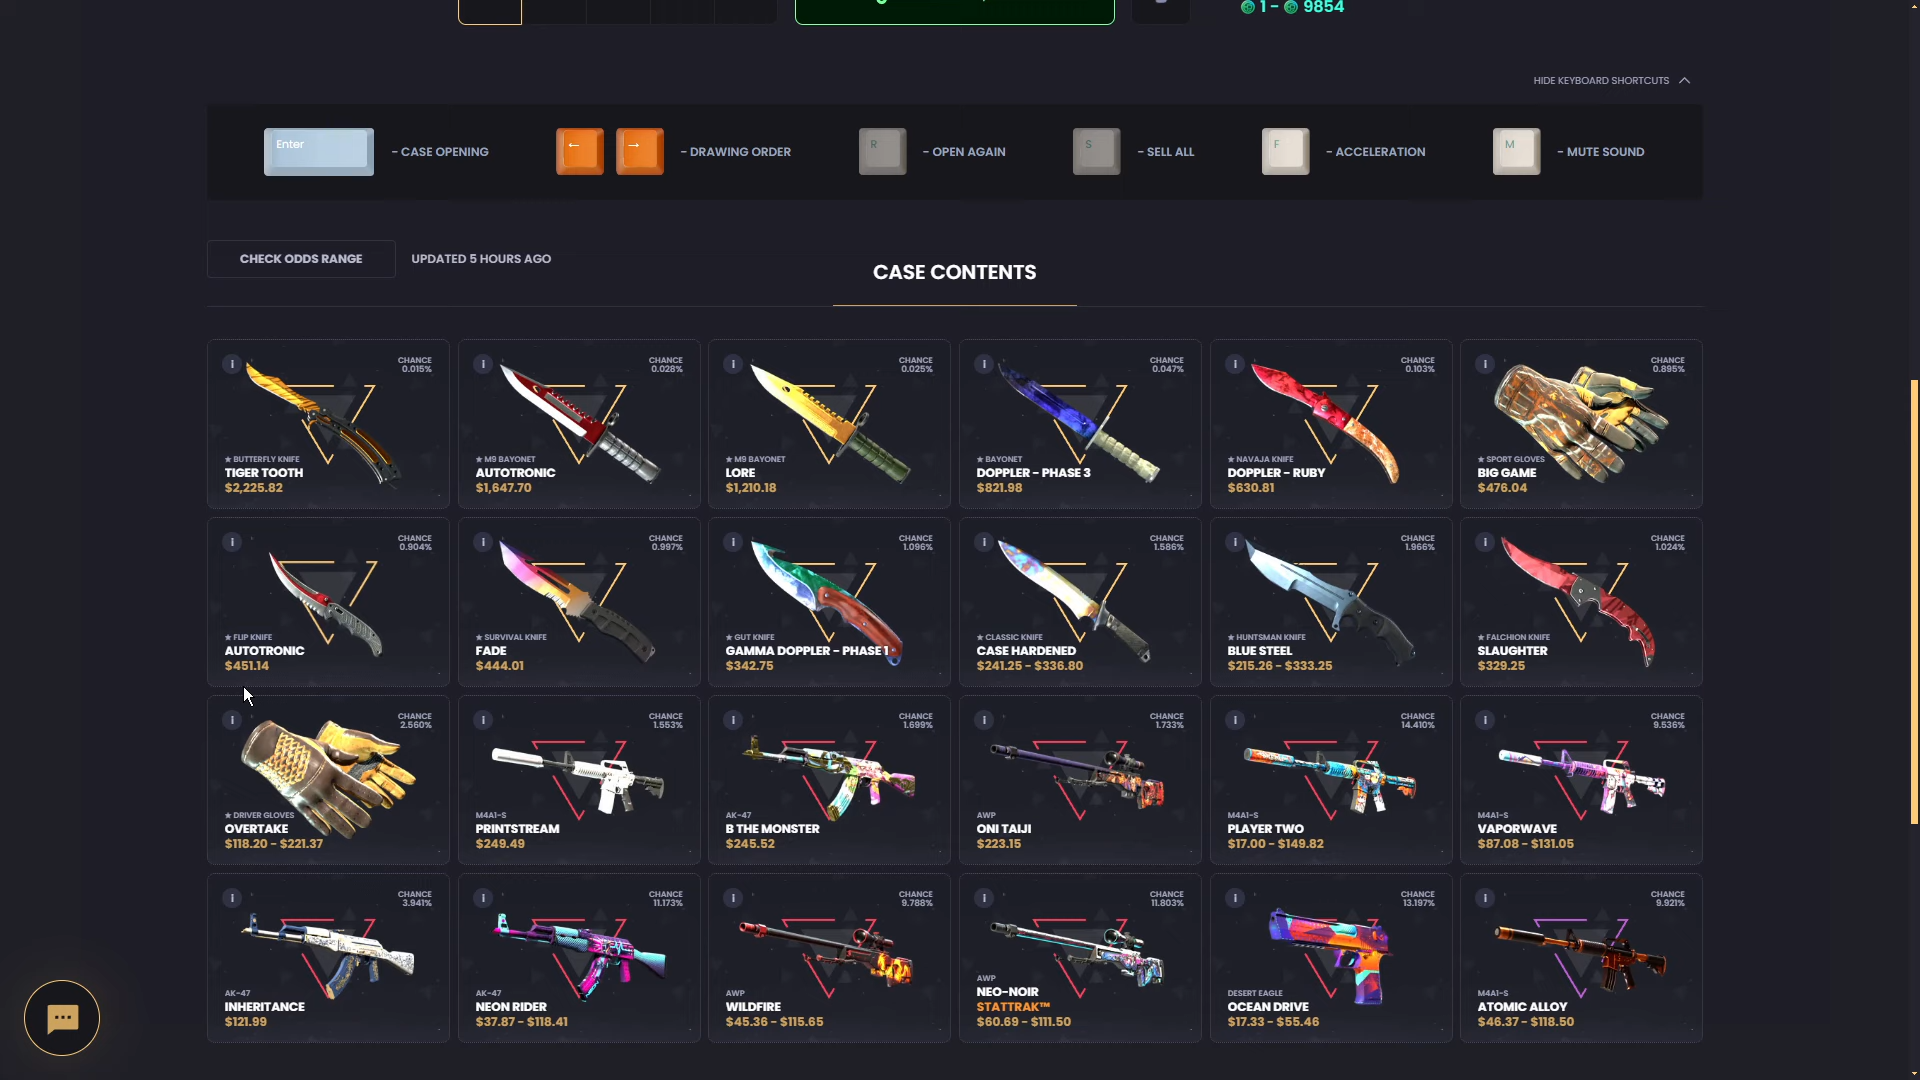 1 - 9854
HIDE KEYBOARD SHORTCUTS
Enter
- CASE OPENING
←
→
- DRAWING ORDER
R
- OPEN AGAIN
S
- SELL ALL
F
- ACCELERATION
M
- MUTE SOUND
CHECK ODDS RANGE
UPDATED 5 HOURS AGO
CASE CONTENTS
CHANCE
0.015%
★ BUTTERFLY KNIFE
TIGER TOOTH
$2,225.82
CHANCE
0.028%
★ M9 BAYONET
AUTOTRONIC
$1,647.70
CHANCE
0.025%
★ M9 BAYONET
LORE
$1,210.18
CHANCE
0.047%
★ BAYONET
DOPPLER - PHASE 3
$821.98
CHANCE
0.103%
★ NAVAJA KNIFE
DOPPLER - RUBY
$630.81
CHANCE
0.895%
★ SPORT GLOVES
BIG GAME
$476.04
CHANCE
0.904%
★ FLIP KNIFE
AUTOTRONIC
$451.14
CHANCE
0.997%
★ SURVIVAL KNIFE
FADE
$444.01
CHANCE
1.096%
★ GUT KNIFE
GAMMA DOPPLER - PHASE 1
$342.75
CHANCE
1.586%
★ CLASSIC KNIFE
CASE HARDENED
$241.25 - $336.80
CHANCE
1.966%
★ HUNTSMAN KNIFE
BLUE STEEL
$215.26 - $333.25
CHANCE
1.024%
★ FALCHION KNIFE
SLAUGHTER
$329.25
CHANCE
2.560%
★ DRIVER GLOVES
OVERTAKE
$118.20 - $221.37
CHANCE
1.553%
M4A1-S
PRINTSTREAM
$249.49
CHANCE
1.699%
AK-47
B THE MONSTER
$245.52
CHANCE
1.733%
AWP
ONI TAIJI
$223.15
CHANCE
14.410%
M4A1-S
PLAYER TWO
$17.00 - $149.82
CHANCE
9.536%
M4A1-S
VAPORWAVE
$87.08 - $131.05
CHANCE
3.941%
AK-47
INHERITANCE
$121.99
CHANCE
11.173%
AK-47
NEON RIDER
$37.87 - $118.41
CHANCE
9.788%
AWP
WILDFIRE
$45.36 - $115.65
CHANCE
11.803%
AWP
NEO-NOIR
STATTRAK™
$60.69 - $111.50
CHANCE
13.197%
DESERT EAGLE
OCEAN DRIVE
$17.33 - $55.46
CHANCE
9.921%
M4A1-S
ATOMIC ALLOY
$46.37 - $118.50